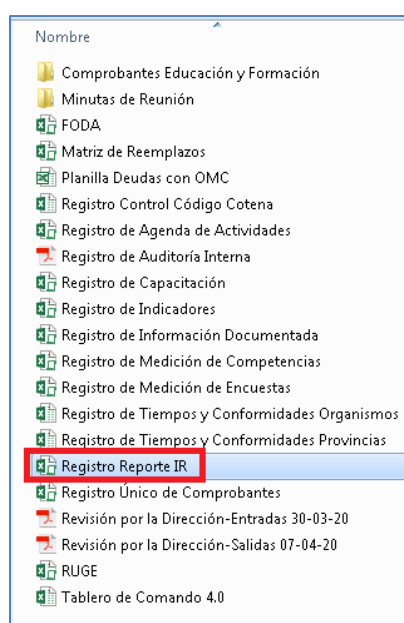 Nombre
Comprobantes Educación y Formación
Minutas de Reunión
FODA
Matriz de Reemplazos
Planilla Deudas con OMC
Registro Control Código Cotena
Registro de Agenda de Actividades
Registro de Auditoría Interna
Registro de Capacitación
Registro de Indicadores
Registro de Información Documentada
Registro de Medición de Competencias
Registro de Medición de Encuestas
Registro de Tiempos y Conformidades Organismos
Registro de Tiempos y Conformidades Provincias
Registro Reporte IR
Registro Único de Comprobantes
Revisión por la Dirección-Entradas 30-03-20
Revisión por la Dirección-Salidas 07-04-20
RUGE
Tablero de Comando 4.0